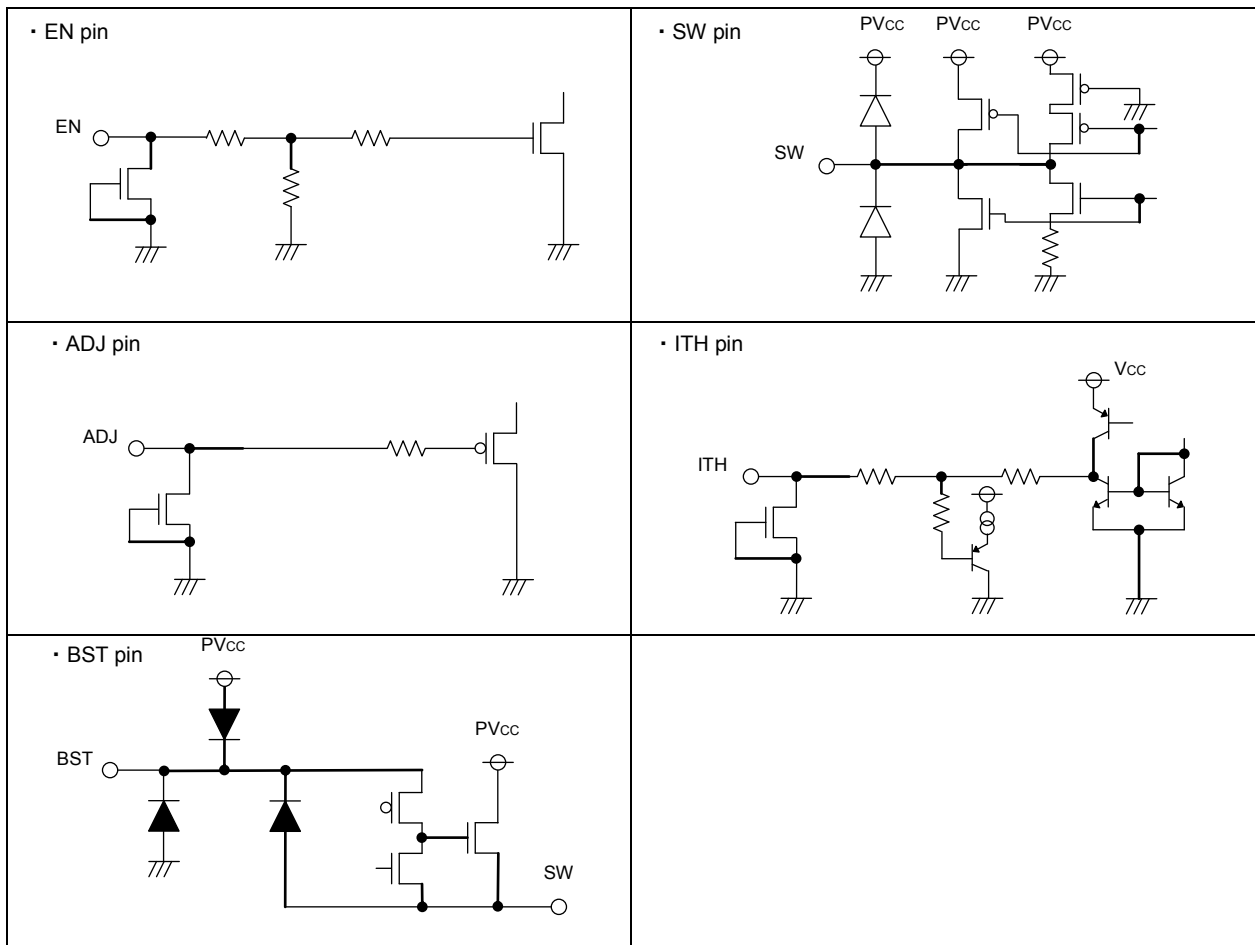 ・EN pin
EN
・SW pin
PVCC PVCC PVCC
SW
・ADJ pin
ADJ
・ITH pin
VCC
ITH
・BST pin
PVCC
PVCC
BST
SW